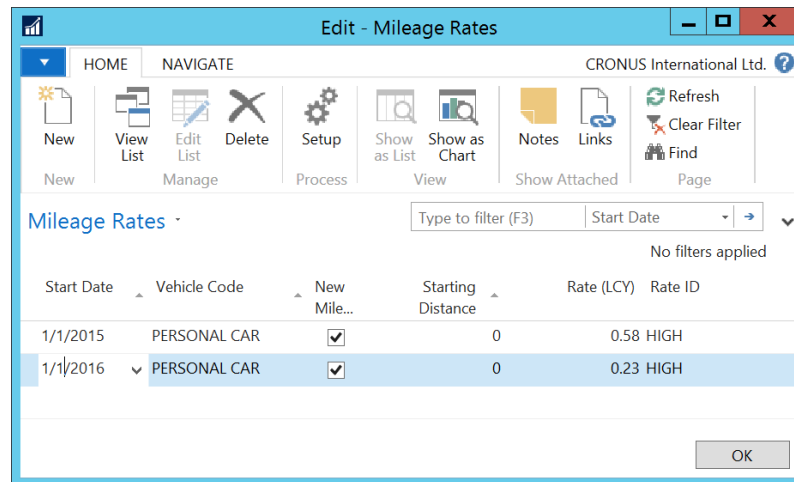 Edit - Mileage Rates
HOME NAVIGATE CRONUS International Ltd.
New View List Edit List Delete Setup Show as List Show as Chart Notes Links Refresh
Clear Filter
Find
New Manage Process View Show Attached Page
Mileage Rates Type to filter (F3) Start Date
No filters applied
Start Date Vehicle Code New Mile... Starting Distance Rate (LCY) Rate ID
1/1/2015 PERSONAL CAR 0 0.58 HIGH
1/1/2016 PERSONAL CAR 0 0.23 HIGH
OK